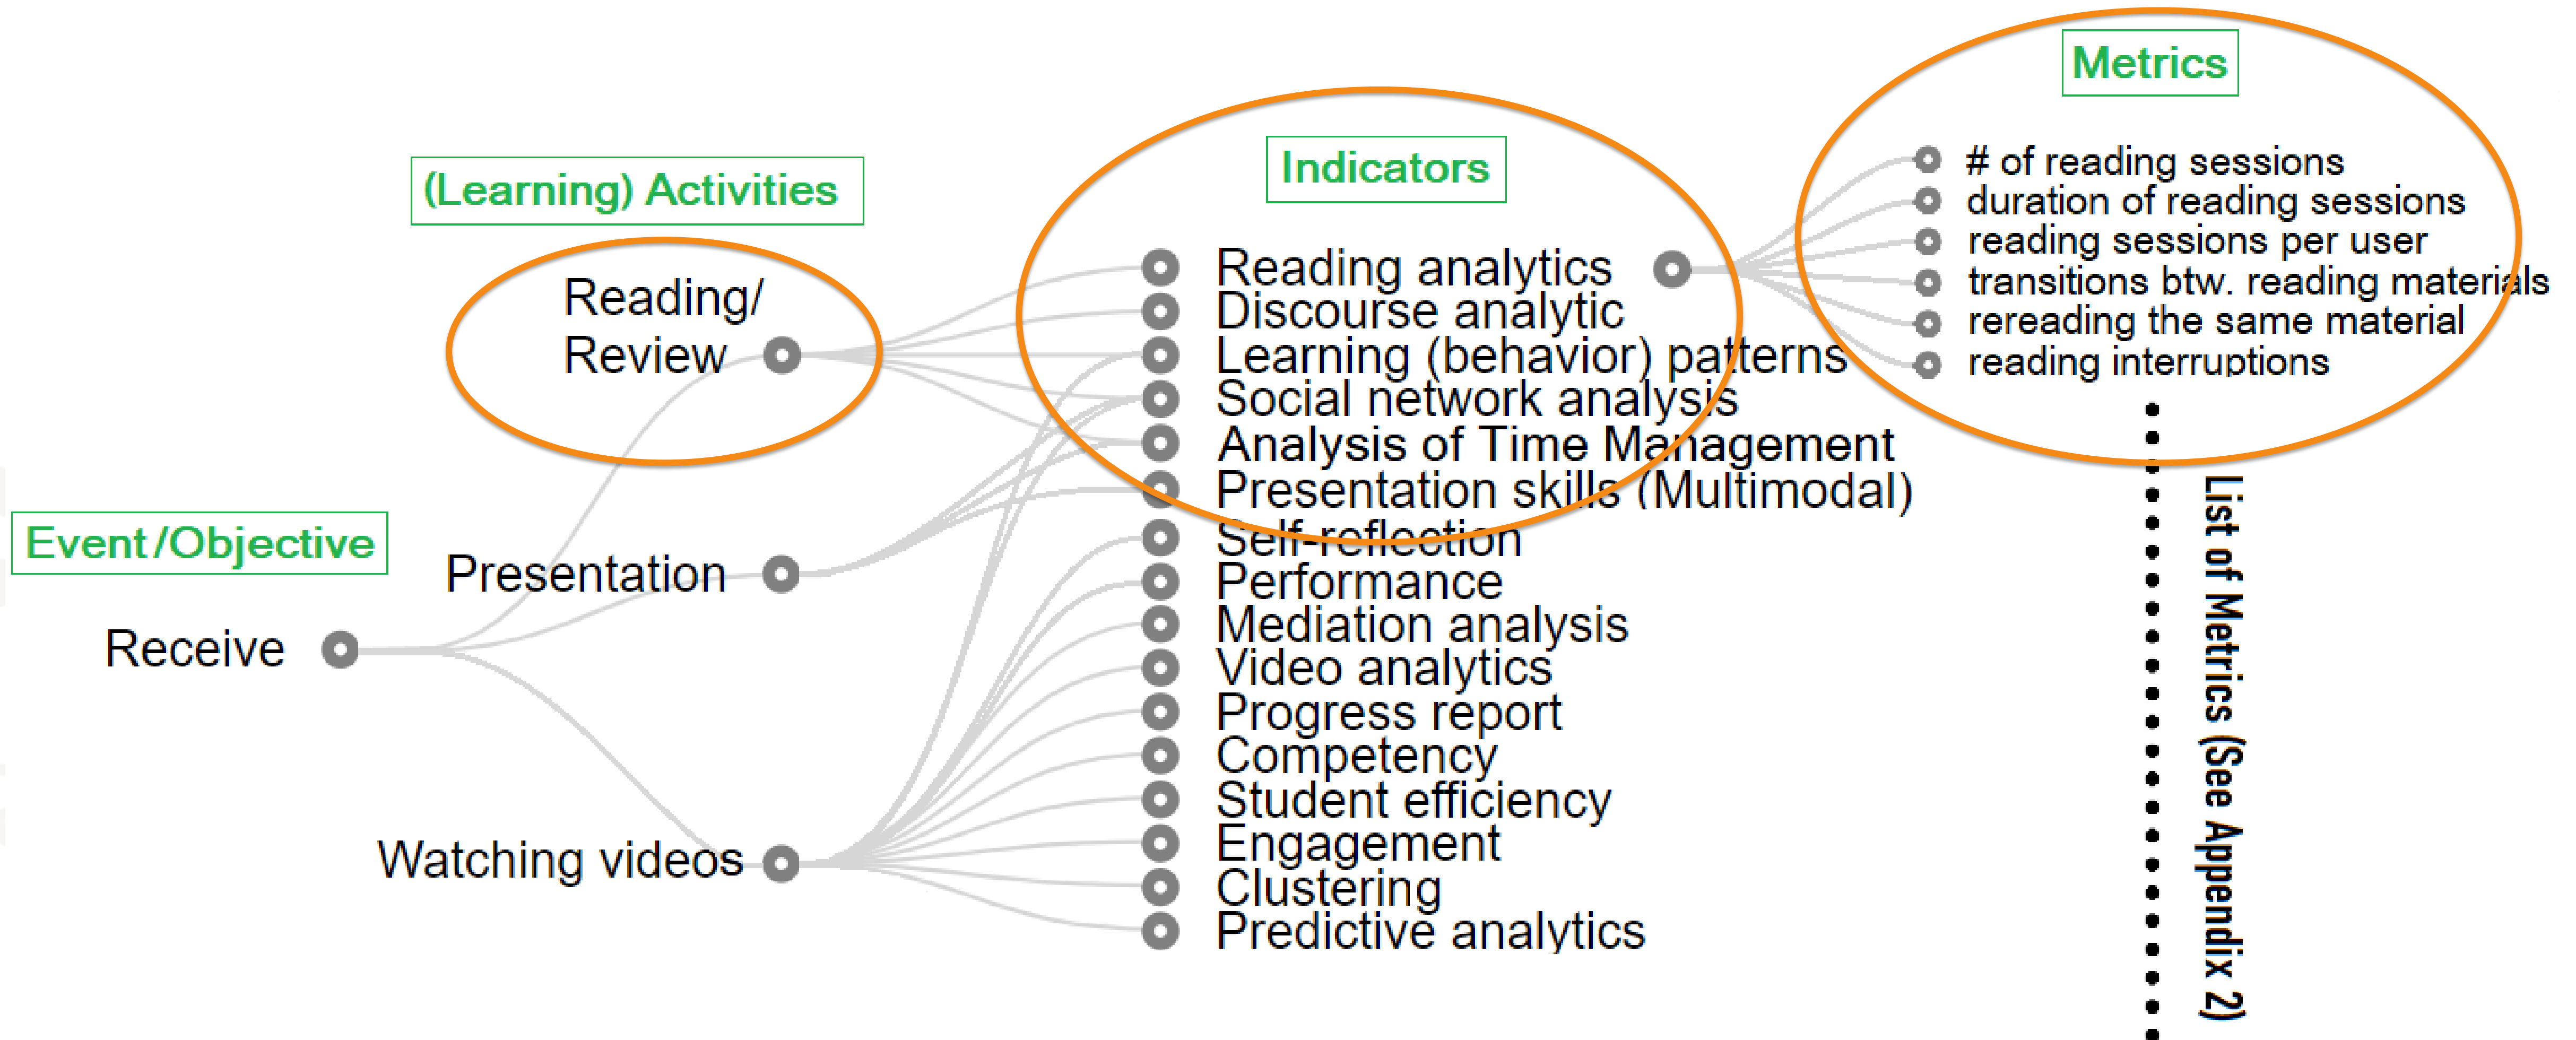 Metrics
# of reading sessions
duration of reading sessions
reading sessions per user
transitions btw. reading materials
rereading the same material
reading interruptions
List of Metrics (See Appendix 2)
Indicators
Reading analytics
Discourse analytic
Learning (behavior) patterns
Social network analysis
Analysis of Time Management
Presentation skills (Multimodal)
Self-reflection
Performance
Mediation analysis
Video analytics
Progress report
Competency
Student efficiency
Engagement
Clustering
Predictive analytics
(Learning) Activities
Reading/
Review
Presentation
Watching videos
Event/Objective
Receive